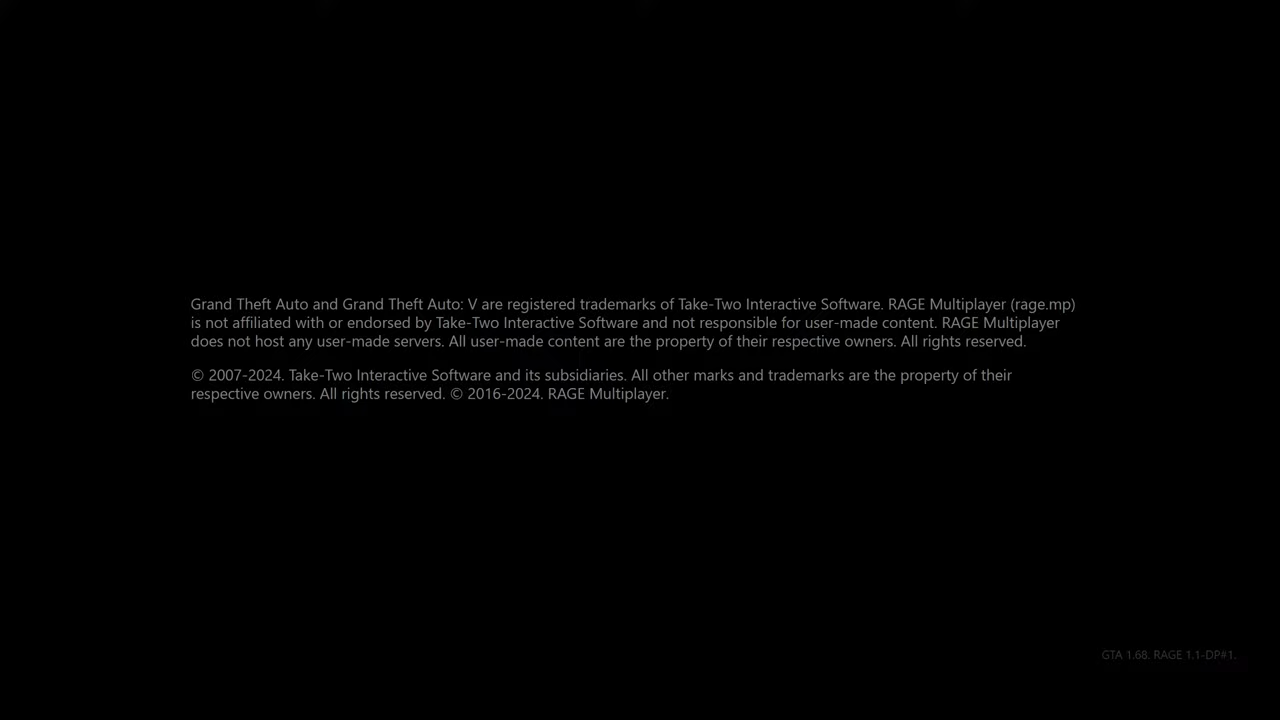 Grand Theft Auto and Grand Theft Auto: V are registered trademarks of Take-Two Interactive Software. RAGE Multiplayer (rage.mp)
is not affiliated with or endorsed by Take-Two Interactive Software and not responsible for user-made content. RAGE Multiplayer
does not host any user-made servers. All user-made content are the property of their respective owners. All rights reserved.
© 2007-2024. Take-Two Interactive Software and its subsidiaries. All other marks and trademarks are the property of their
respective owners. All rights reserved. © 2016-2024. RAGE Multiplayer.
GTA 1.68. RAGE 1.1-DP#1.